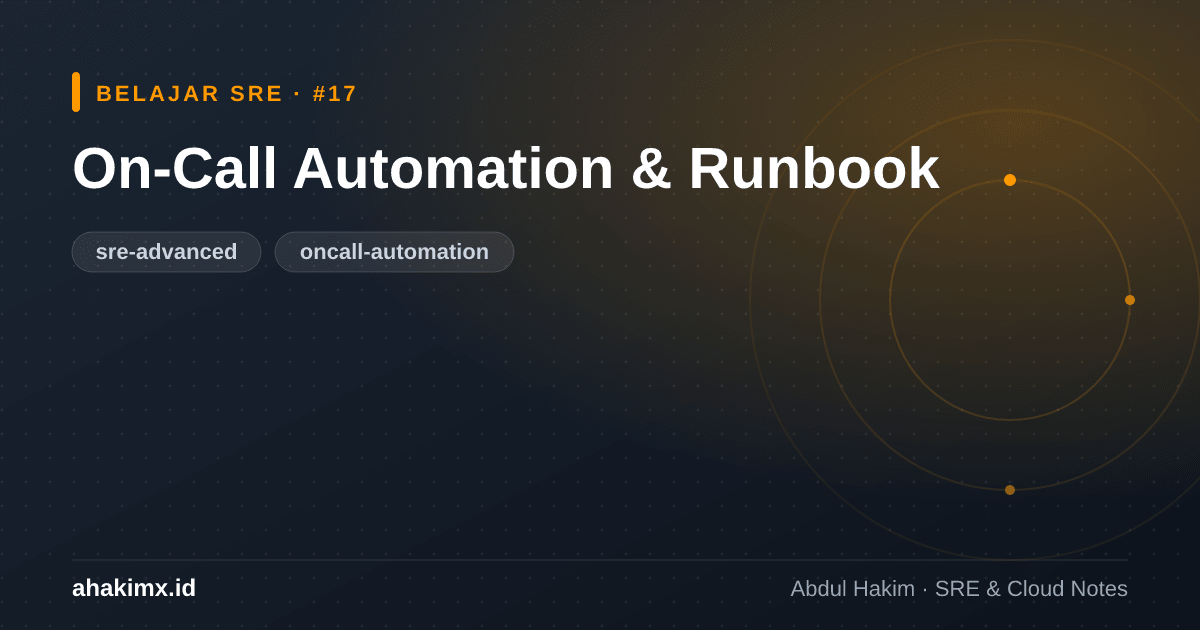 BELAJAR SRE · #17
On-Call Automation & Runbook
sre-advanced oncall-automation
ahakimx.id Abdul Hakim · SRE & Cloud Notes